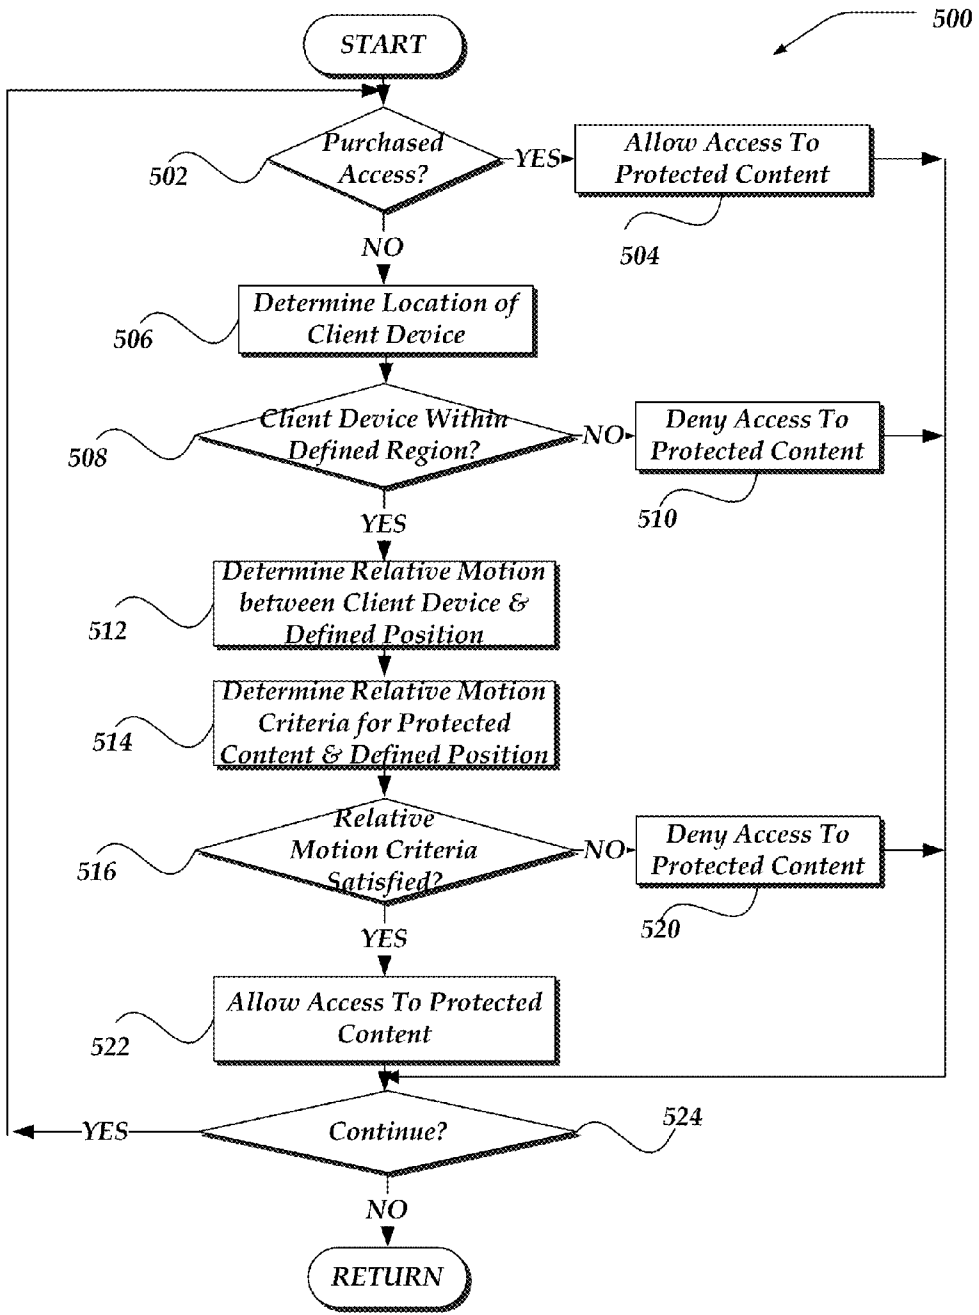 500
START
Purchased
Access?
502
YES
Allow Access To
Protected Content
504
NO
Determine Location of
Client Device
506
Client Device Within
Defined Region?
508
NO
Deny Access To
Protected Content
510
YES
Determine Relative Motion
between Client Device &
Defined Position
512
Determine Relative Motion
Criteria for Protected
Content & Defined Position
514
Relative
Motion Criteria
Satisfied?
516
NO
Deny Access To
Protected Content
520
YES
Allow Access To Protected
Content
522
Continue?
524
YES
NO
RETURN